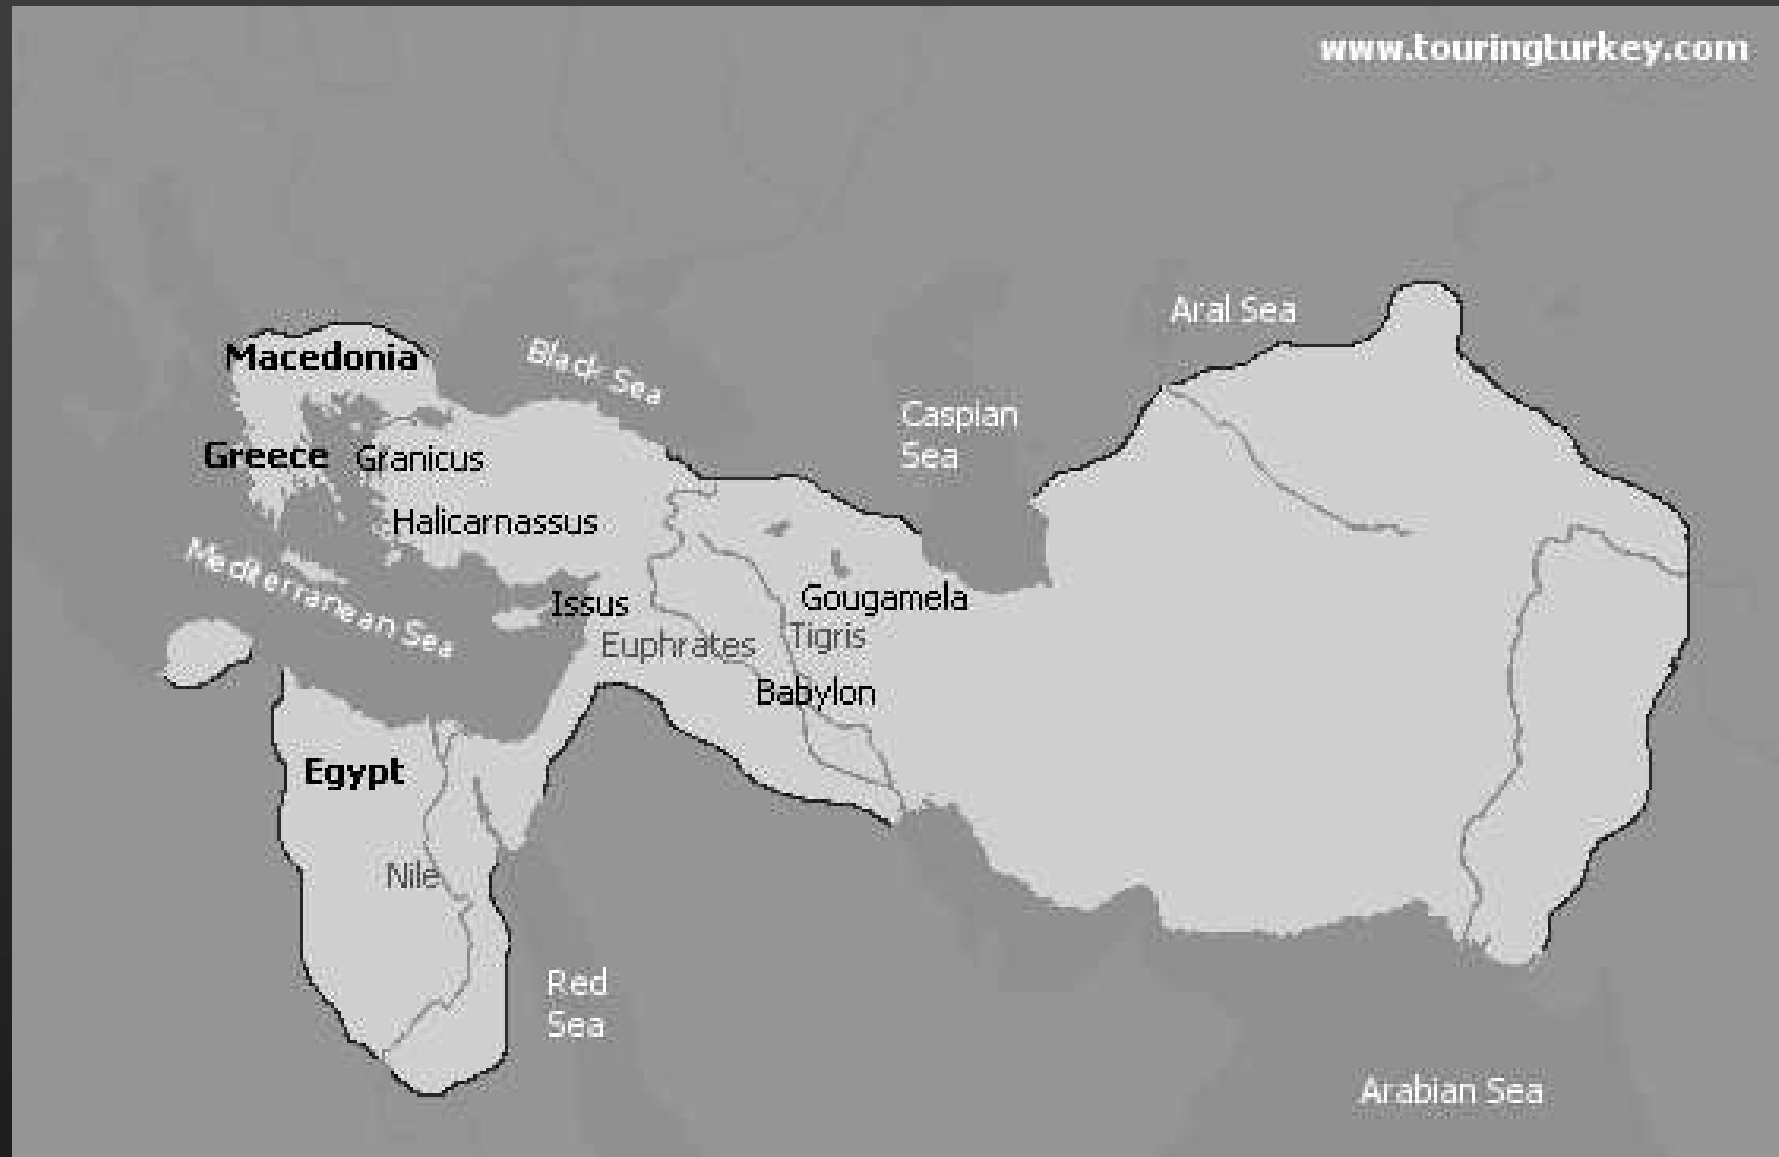 www.touringturkey.com
Aral Sea
Macedonia
Black Sea
Caspian
Sea
Greece
Granicus
Halicarnassus
Mediterranean Sea
Issus
Gougamela
Euphrates
Tigris
Babylon
Egypt
Nile
Red
Sea
Arabian Sea